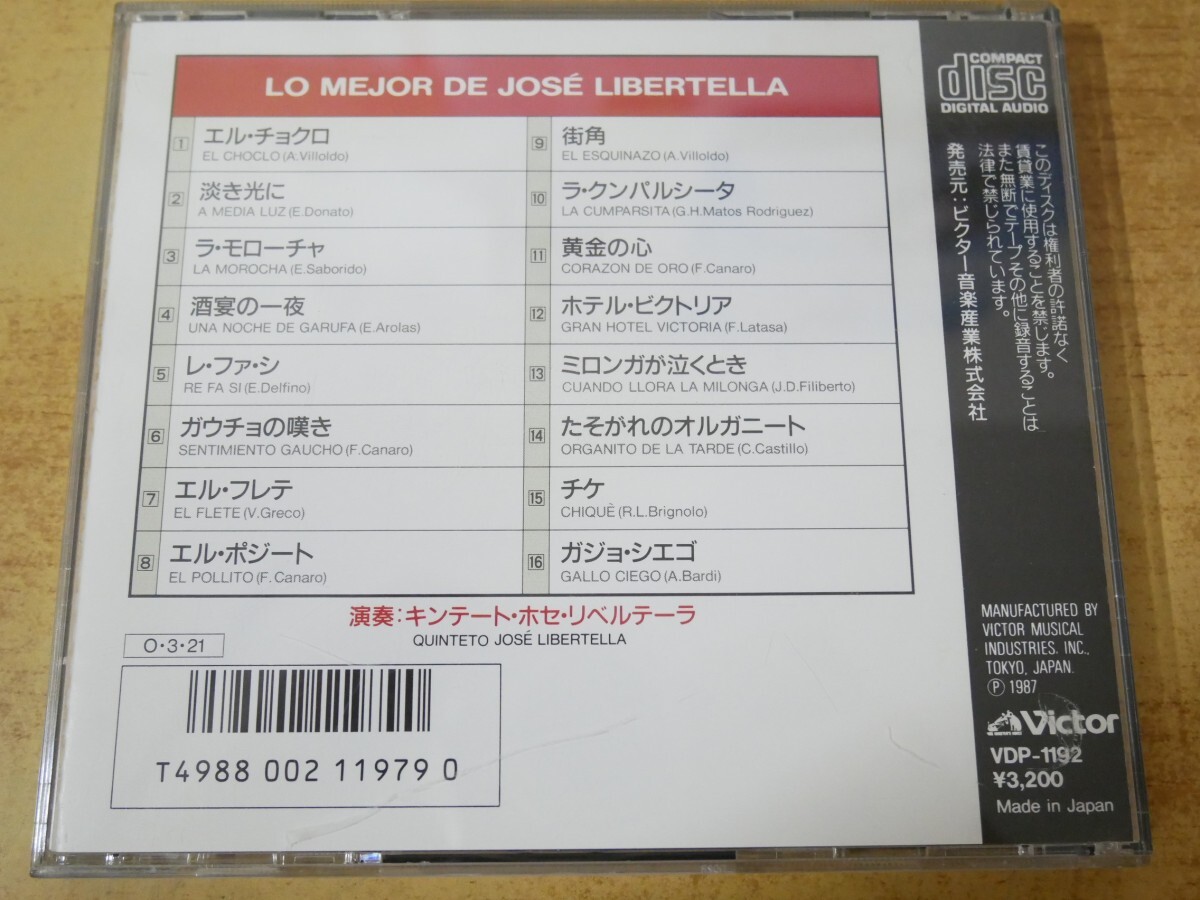 LO MEJOR DE JOSÉ LIBERTELLA
1 エル・チョクロ
EL CHOCLO (A.Villoldo)
2 淡き光に
A MEDIA LUZ (E.Donato)
3 ラ・モローチャ
LA MOROCHA (E.Saborido)
4 酒宴の一夜
UNA NOCHE DE GARUFA (E.Arolas)
5 レ・ファ・シ
RE FA SI (E.Delfino)
6 ガウチョの嘆き
SENTIMIENTO GAUCHO (F.Canaro)
7 エル・フレテ
EL FLETE (V.Greco)
8 エル・ポジート
EL POLLITO (F.Canaro)
9 街角
EL ESQUINAZO (A.Villoldo)
10 ラ・クンパルシータ
LA CUMPARSITA (G.H.Matos Rodriguez)
11 黄金の心
CORAZON DE ORO (F.Canaro)
12 ホテル・ビクトリア
GRAN HOTEL VICTORIA (F.Latasa)
13 ミロンガが泣くとき
CUANDO LLORA LA MILONGA (J.D.Filiberto)
14 たそがれのオルガニート
ORGANITO DE LA TARDE (C.Castillo)
15 チケ
CHIQUÈ (R.L.Brignolo)
16 ガジョ・シエゴ
GALLO CIEGO (A.Bardi)
演奏:キンテート・ホセ・リベルテーラ
QUINTETO JOSÉ LIBERTELLA
O・3・21
T4988 002 11979 0
COMPACT
disc
DIGITAL AUDIO
このディスクは権利者の許諾なく
賃貸業に使用することを禁じます。
また無断でテープその他に録音することは
法律で禁じられています。
発売元:ビクター音楽産業株式会社
MANUFACTURED BY
VICTOR MUSICAL
INDUSTRIES. INC.,
TOKYO, JAPAN.
Ⓟ 1987
Victor
VDP-1192
¥3,200
Made in Japan